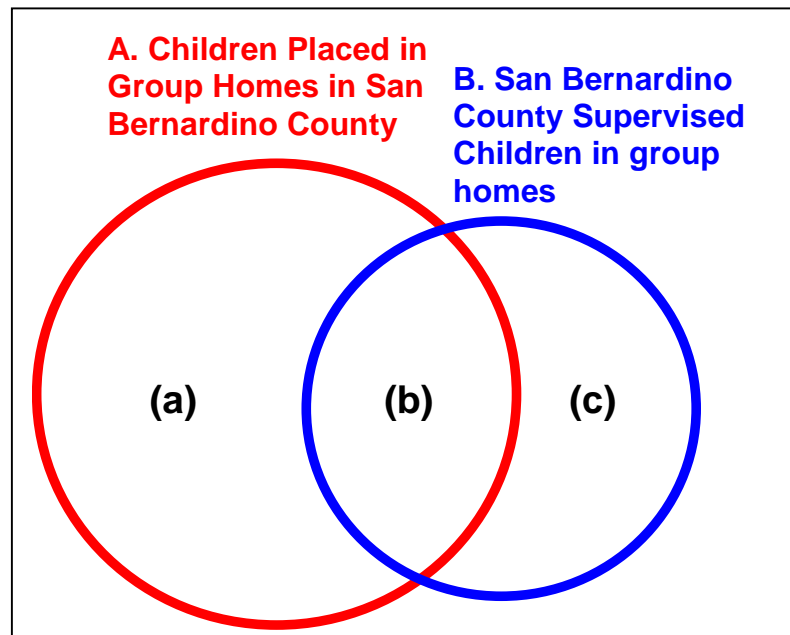 A. Children Placed in
Group Homes in San
Bernardino County
B. San Bernardino
County Supervised
Children in group
homes
(a)
(b)
(c)